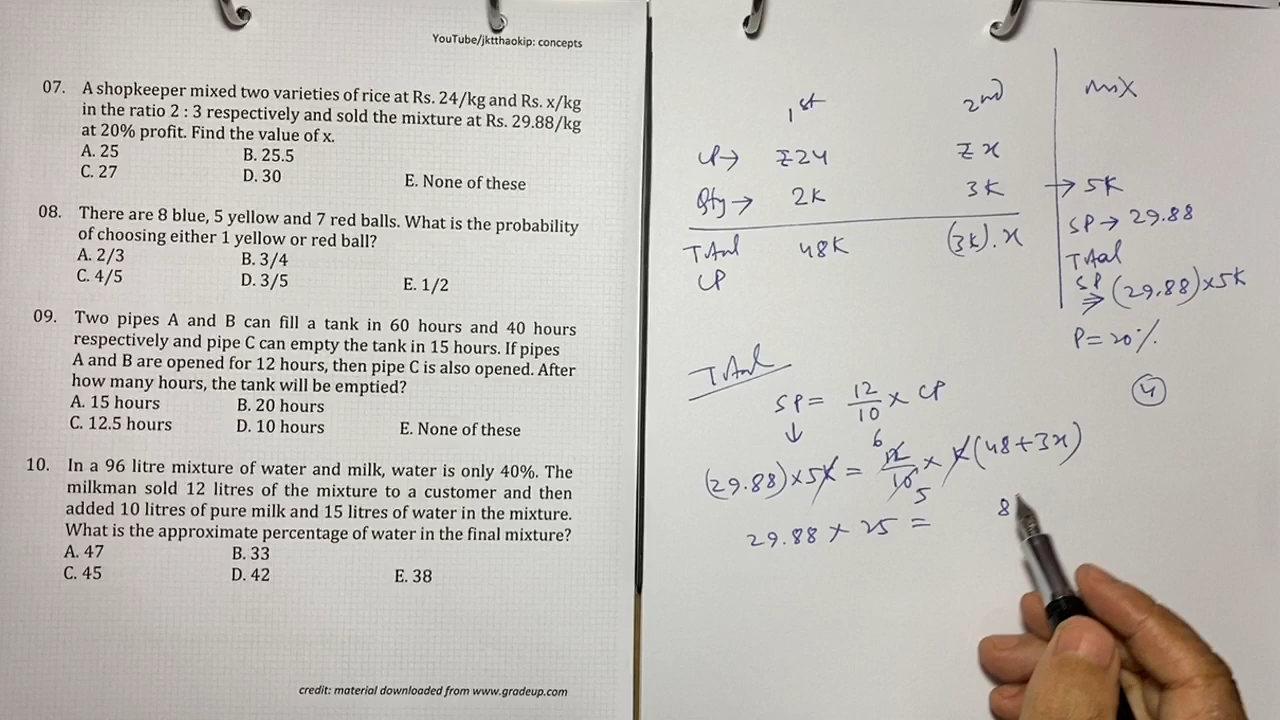 YouTube/jktthaokip: concepts
07. A shopkeeper mixed two varieties of rice at Rs. 24/kg and Rs. x/kg
in the ratio 2 : 3 respectively and sold the mixture at Rs. 29.88/kg
at 20% profit. Find the value of x.
A. 25 B. 25.5
C. 27 D. 30 E. None of these
08. There are 8 blue, 5 yellow and 7 red balls. What is the probability
of choosing either 1 yellow or red ball?
A. 2/3 B. 3/4
C. 4/5 D. 3/5 E. 1/2
09. Two pipes A and B can fill a tank in 60 hours and 40 hours
respectively and pipe C can empty the tank in 15 hours. If pipes
A and B are opened for 12 hours, then pipe C is also opened. After
how many hours, the tank will be emptied?
A. 15 hours B. 20 hours
C. 12.5 hours D. 10 hours E. None of these
10. In a 96 litre mixture of water and milk, water is only 40%. The
milkman sold 12 litres of the mixture to a customer and then
added 10 litres of pure milk and 15 litres of water in the mixture.
What is the approximate percentage of water in the final mixture?
A. 47 B. 33
C. 45 D. 42 E. 38
credit: material downloaded from www.gradeup.com
1st 2nd mix
CP→ ₹24 ₹x
Qty→ 2K 3K → 5K
SP→ 29.88
Total 48K (3K).x
CP
Total
SP
⇒ (29.88)×5K
P= 20%
4
Total
SP= 12/10 × CP
↓
(29.88)×5K = 12/10 × K(48+3x)
6
5
29.88 × 25 = 8